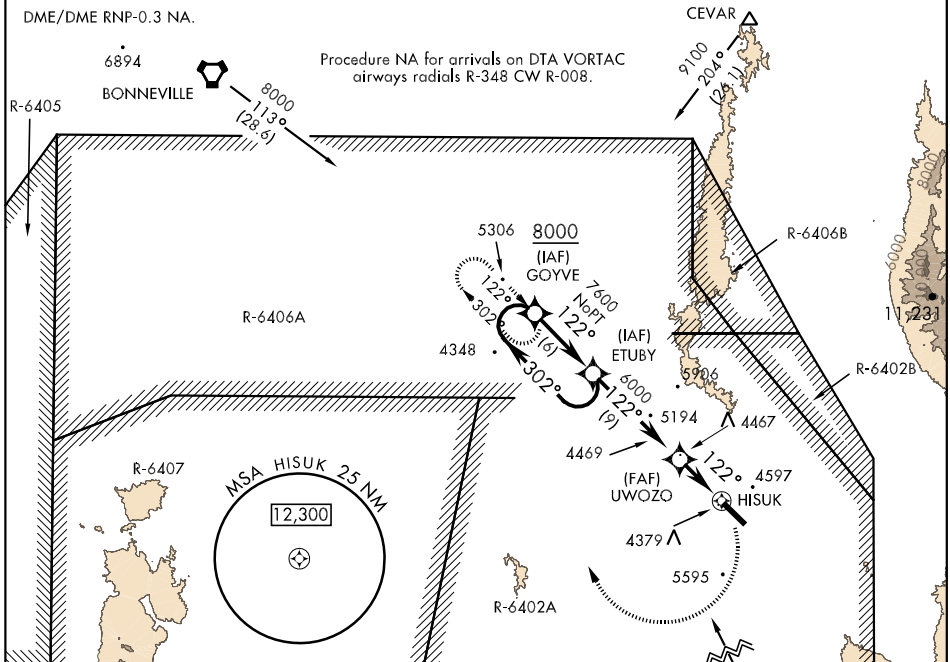 DME/DME RNP-0.3 NA.
CEVAR
9100
204°
(26.1)
6894
BONNEVILLE
8000
113°
(28.6)
Procedure NA for arrivals on DTA VORTAC
airways radials R-348 CW R-008.
R-6405
8000
6000
R-6406B
11,231
5306
8000
(IAF)
GOYVE
122°
302°
7600
NoPT
122°
(6)
R-6406A
4348
(IAF)
ETUBY
302°
6000
122°
(9)
5906
R-6402B
5194
4467
4469
(FAF)
UWOZO
122°
4597
HISUK
4379
5595
R-6407
MSA HISUK 25 NM
12,300
R-6402A